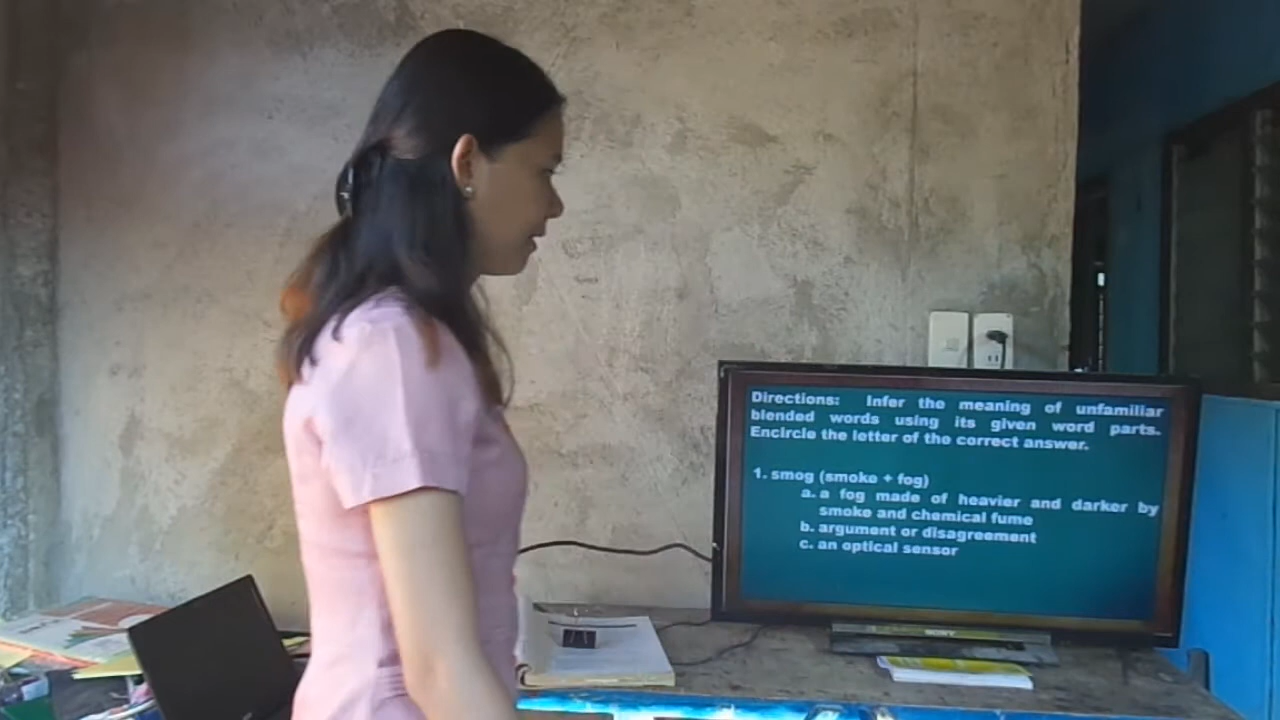 Directions: Infer the meaning of unfamiliar
blended words using its given word parts.
Encircle the letter of the correct answer.
1. smog (smoke + fog)
a. a fog made of heavier and darker by
smoke and chemical fume
b. argument or disagreement
c. an optical sensor
SONY